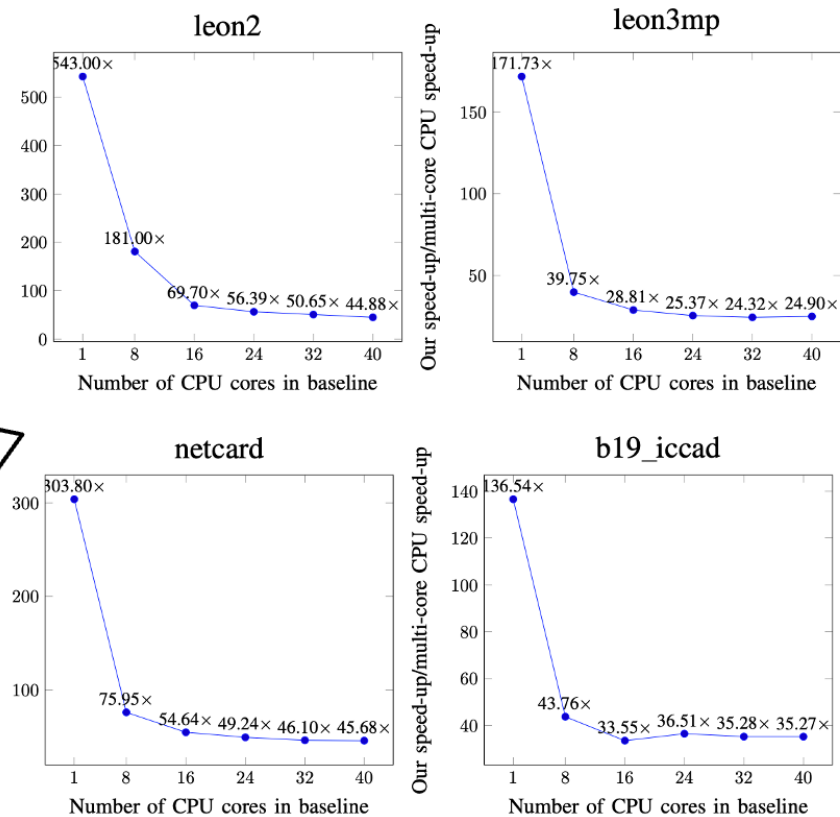 leon2
543.00×
181.00×
69.70× 56.39× 50.65× 44.88×
500
400
300
200
100
0
1 8 16 24 32 40
Number of CPU cores in baseline
leon3mp
Our speed-up/multi-core CPU speed-up
171.73×
39.75×
28.81× 25.37× 24.32× 24.90×
150
100
50
1 8 16 24 32 40
Number of CPU cores in baseline
netcard
303.80×
75.95×
54.64× 49.24× 46.10× 45.68×
300
200
100
1 8 16 24 32 40
Number of CPU cores in baseline
b19_iccad
Our speed-up/multi-core CPU speed-up
136.54×
43.76×
33.55× 36.51× 35.28× 35.27×
140
120
100
80
60
40
1 8 16 24 32 40
Number of CPU cores in baseline